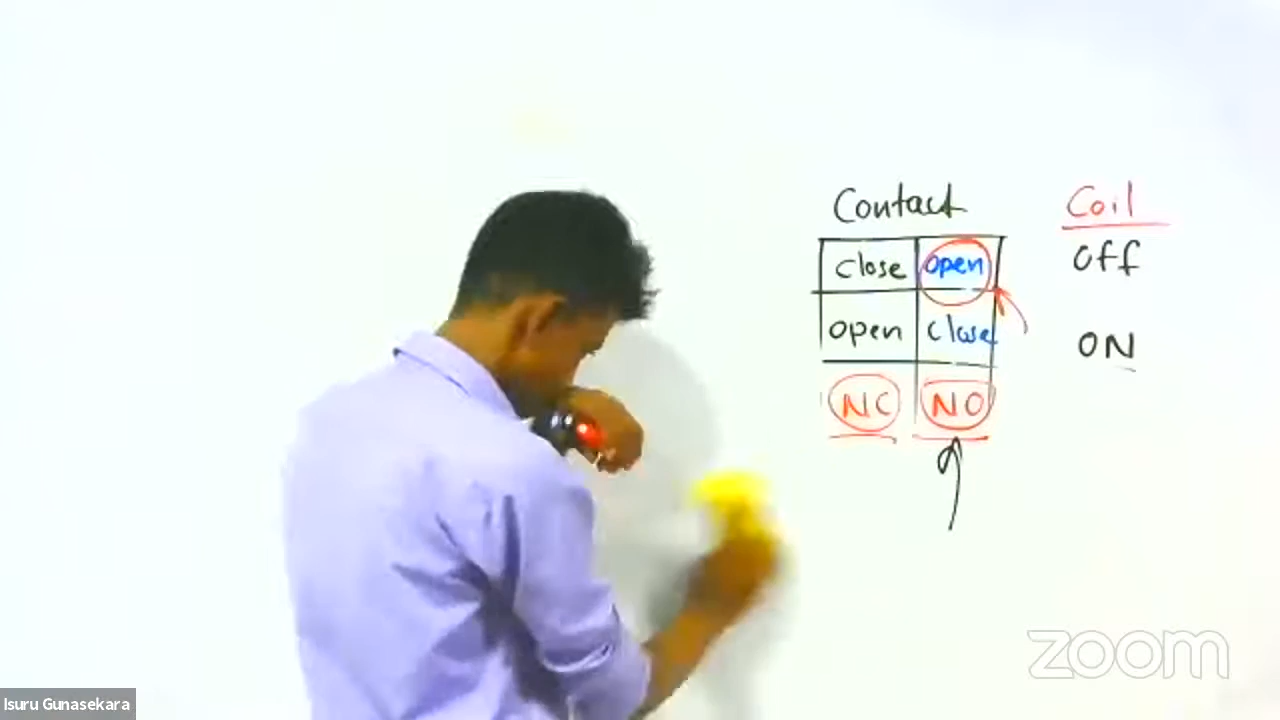 Contact Coil
close open Off
open close ON
NC NO
zoom
Isuru Gunasekara